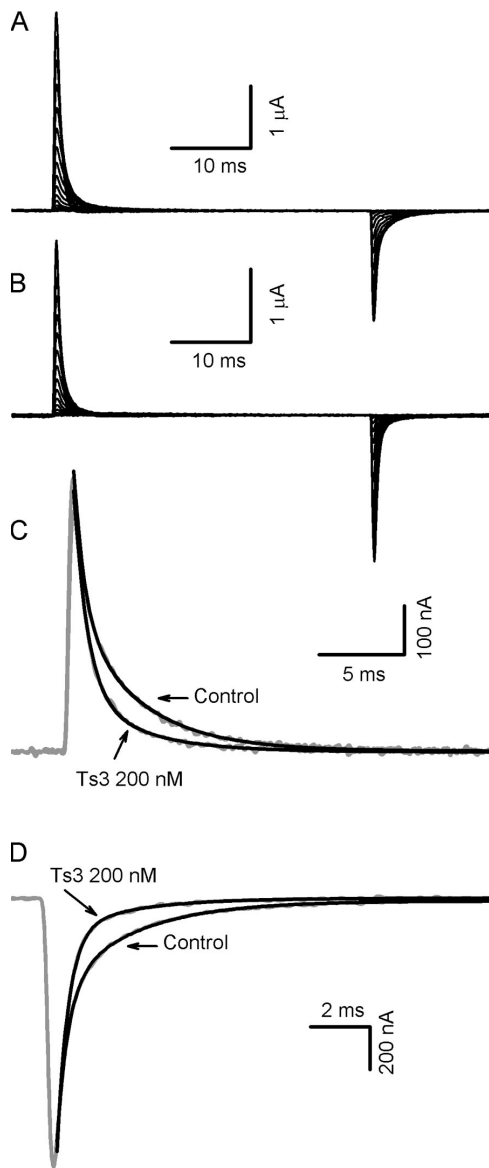 A
1 μA
10 ms
B
1 μA
10 ms
C
100 nA
5 ms
Control
Ts3 200 nM
D
Ts3 200 nM
Control
2 ms
200 nA